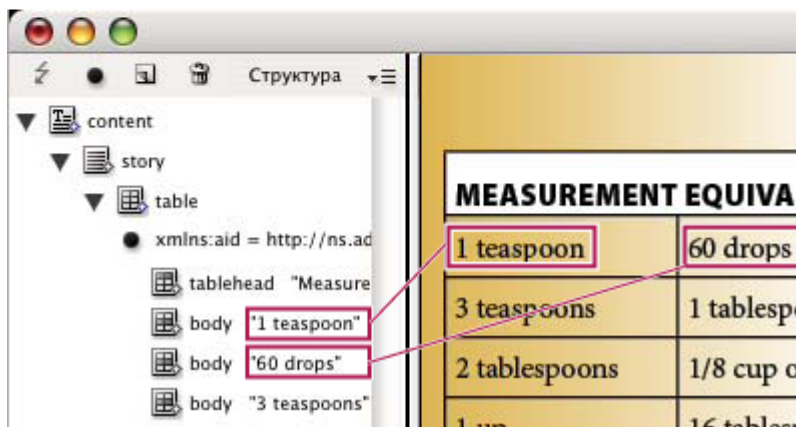 Структура
content
story
table
xmlns:aid = http://ns.ad
tablehead "Measure
body "1 teaspoon"
body "60 drops"
body "3 teaspoons"
MEASUREMENT EQUIVA
1 teaspoon 60 drops
3 teaspoons 1 tablesp
2 tablespoons 1/8 cup o